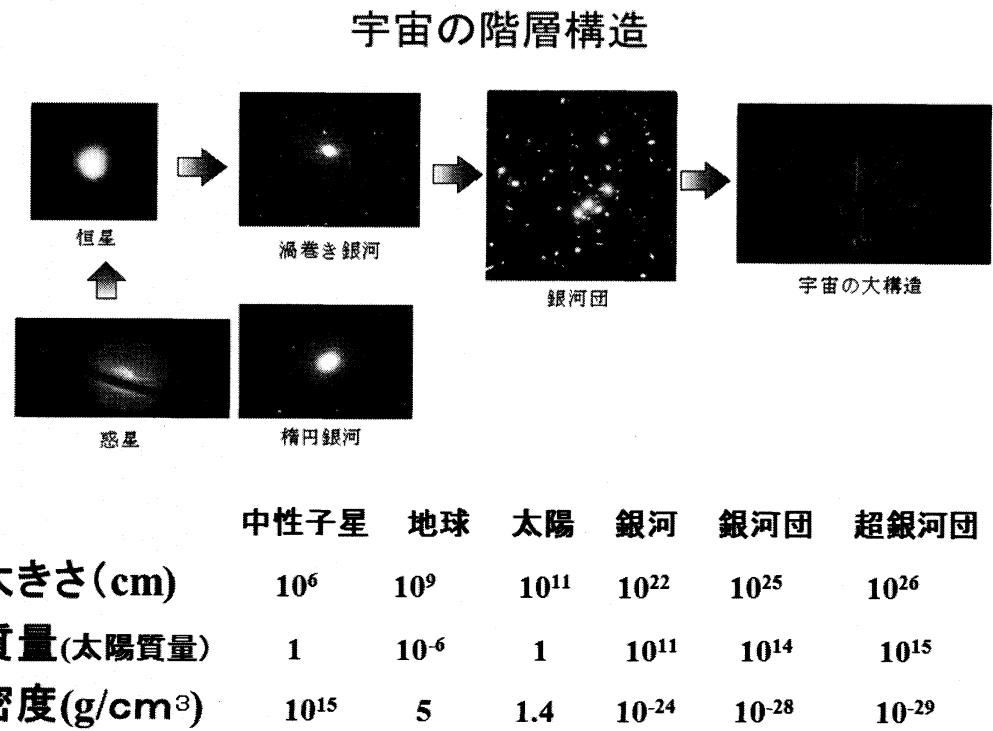 宇宙の階層構造
恒星
渦巻き銀河
銀河団
宇宙の大構造
惑星
楕円銀河
中性子星 地球 太陽 銀河 銀河団 超銀河団
大きさ(cm) 10⁶ 10⁹ 10¹¹ 10²² 10²⁵ 10²⁶
質量(太陽質量) 1 10⁻⁶ 1 10¹¹ 10¹⁴ 10¹⁵
密度(g/cm³) 10¹⁵ 5 1.4 10⁻²⁴ 10⁻²⁸ 10⁻²⁹